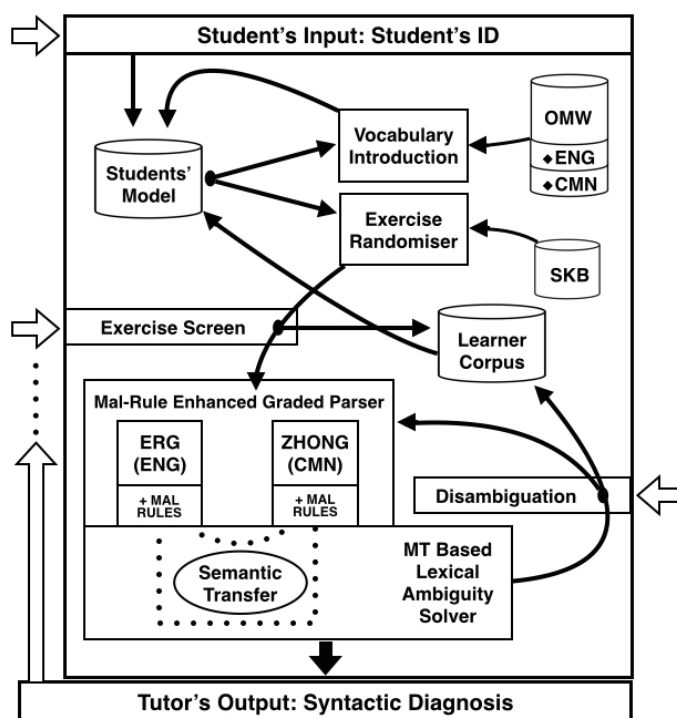 Student's Input: Student's ID
OMW
◆ENG
◆CMN
Vocabulary
Introduction
Students'
Model
Exercise
Randomiser
SKB
Exercise Screen
Learner
Corpus
Mal-Rule Enhanced Graded Parser
ERG
(ENG)
+ MAL
RULES
ZHONG
(CMN)
+ MAL
RULES
Disambiguation
Semantic
Transfer
MT Based
Lexical
Ambiguity
Solver
Tutor's Output: Syntactic Diagnosis